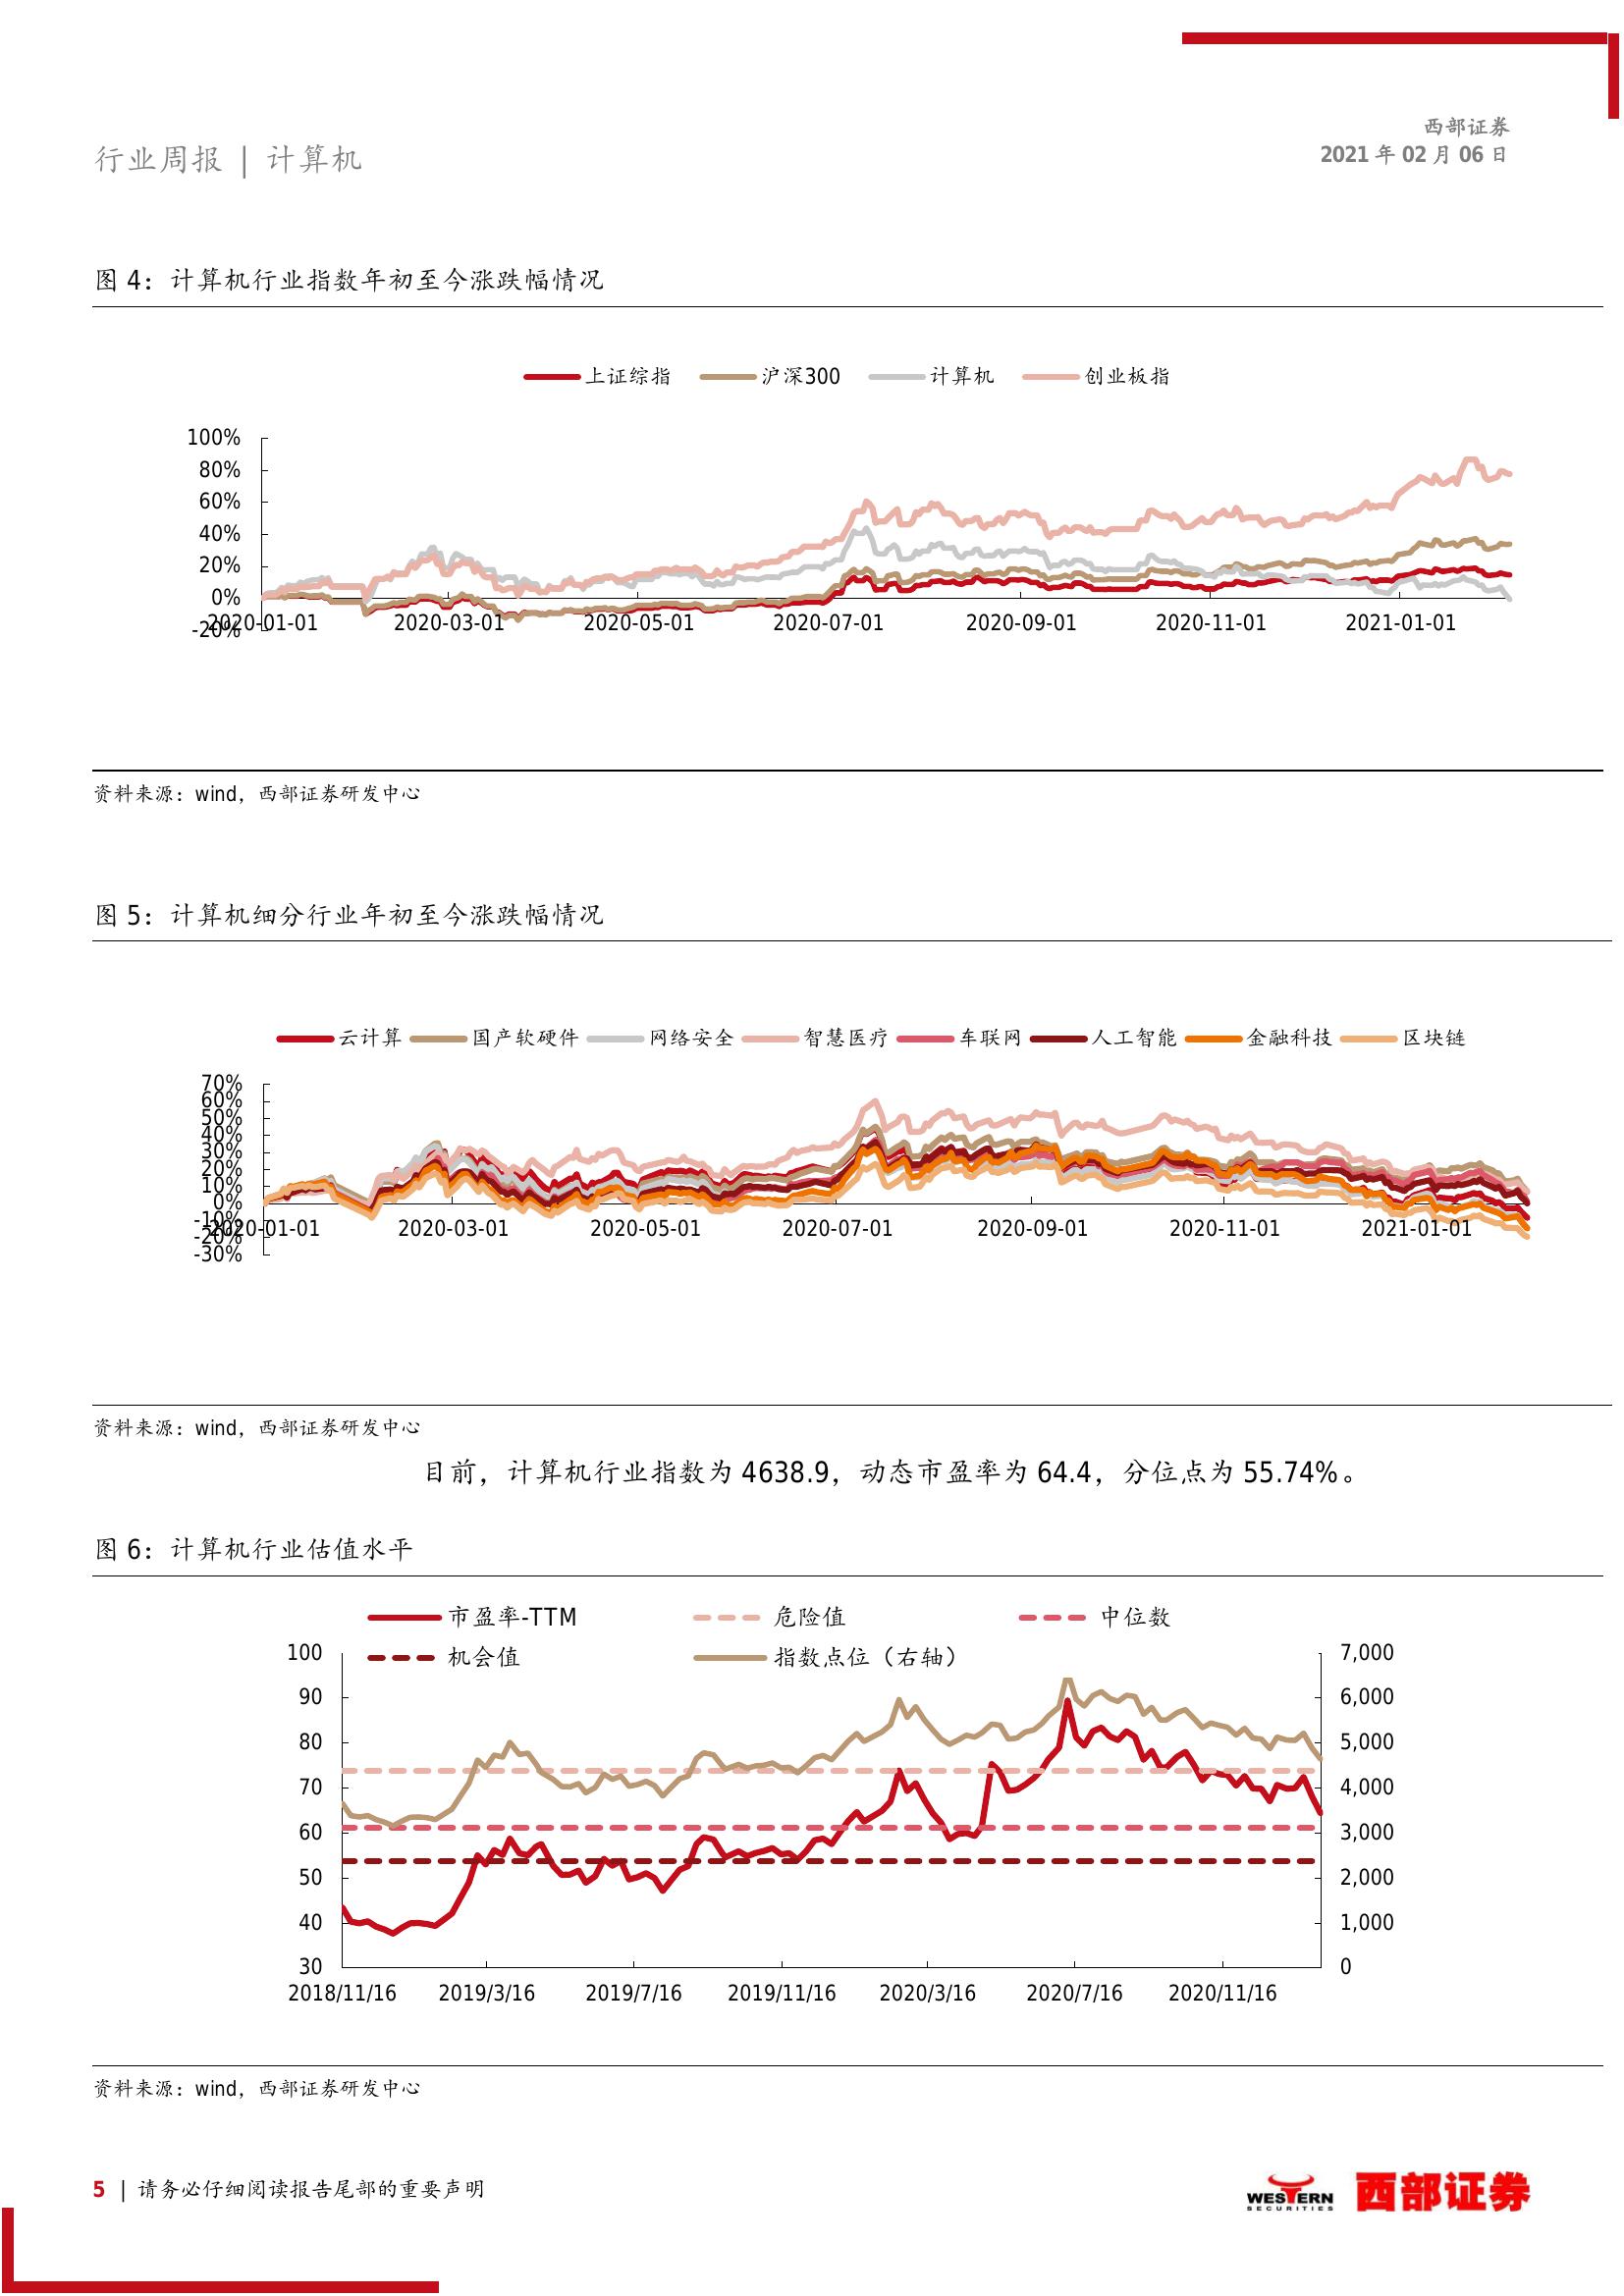 西部证券
2021 年 02 月 06 日
行业周报 | 计算机
图 4：计算机行业指数年初至今涨跌幅情况
上证综指 沪深300 计算机 创业板指
100%
80%
60%
40%
20%
0%
-20%
2020-01-01 2020-03-01 2020-05-01 2020-07-01 2020-09-01 2020-11-01 2021-01-01
资料来源：wind，西部证券研发中心
图 5：计算机细分行业年初至今涨跌幅情况
云计算 国产软硬件 网络安全 智慧医疗 车联网 人工智能 金融科技 区块链
70%
60%
50%
40%
30%
20%
10%
0%
-10%
-20%
-30%
2020-01-01 2020-03-01 2020-05-01 2020-07-01 2020-09-01 2020-11-01 2021-01-01
资料来源：wind，西部证券研发中心
目前，计算机行业指数为 4638.9，动态市盈率为 64.4，分位点为 55.74%。
图 6：计算机行业估值水平
市盈率-TTM 危险值 中位数
机会值 指数点位（右轴）
100 7,000
90 6,000
80 5,000
70 4,000
60 3,000
50 2,000
40 1,000
30 0
2018/11/16 2019/3/16 2019/7/16 2019/11/16 2020/3/16 2020/7/16 2020/11/16
资料来源：wind，西部证券研发中心
5 | 请务必仔细阅读报告尾部的重要声明
WESTERN
SECURITIES
西部证券